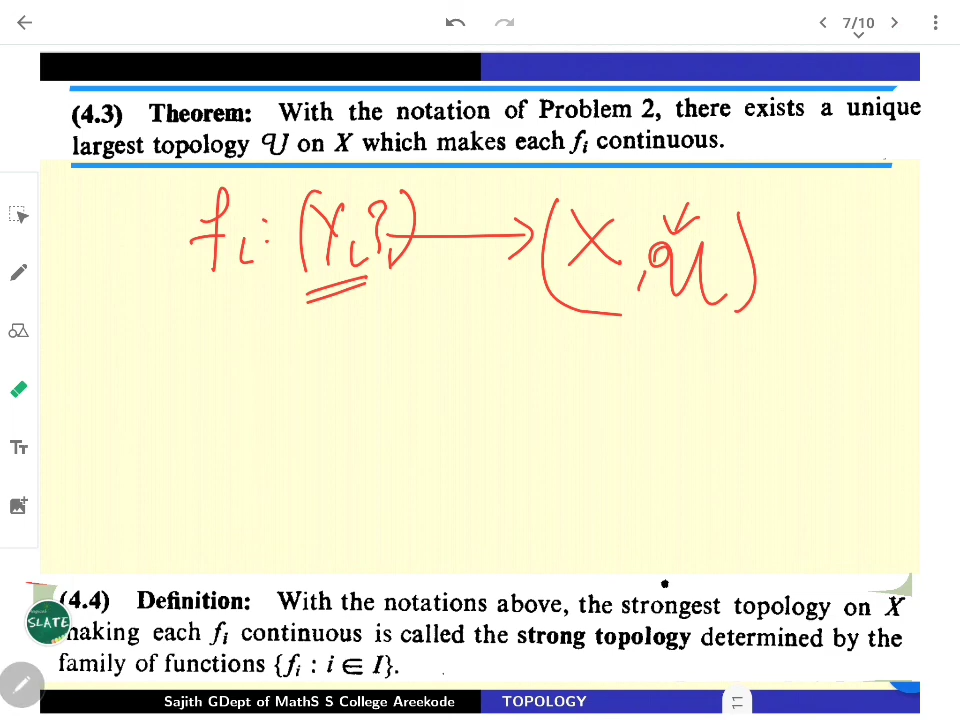 7/10
(4.3) Theorem: With the notation of Problem 2, there exists a unique
largest topology 𝒰 on X which makes each fᵢ continuous.
fᵢ : (Yᵢ, ⟶ (X, 𝒰)
(4.4) Definition: With the notations above, the strongest topology on X
making each fᵢ continuous is called the strong topology determined by the
family of functions {fᵢ : i ∈ I}.
SLATE
Sajith GDept of MathS S College Areekode TOPOLOGY 11